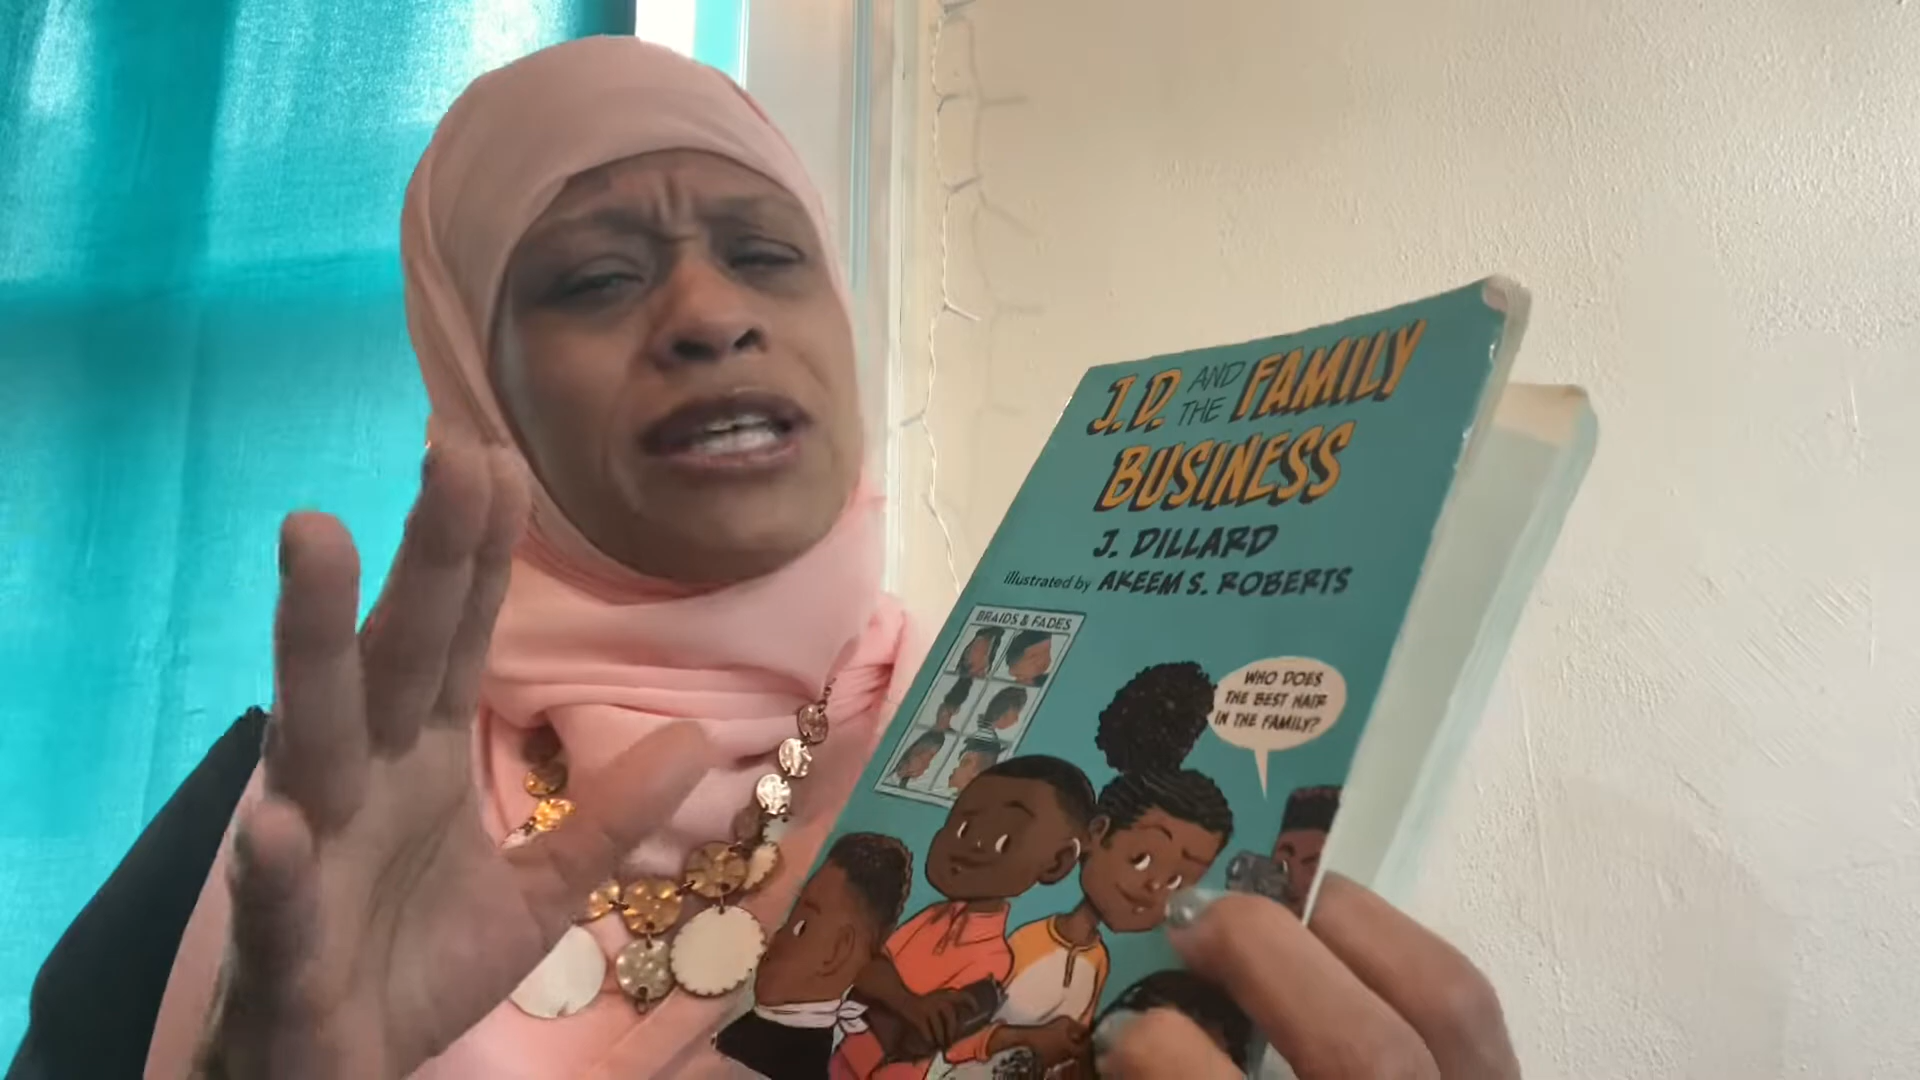 J.D. AND THE FAMILY
BUSINESS
J. DILLARD
illustrated by AKEEM S. ROBERTS
BRAIDS & FADES
WHO DOES
THE BEST HAIR
IN THE FAMILY?